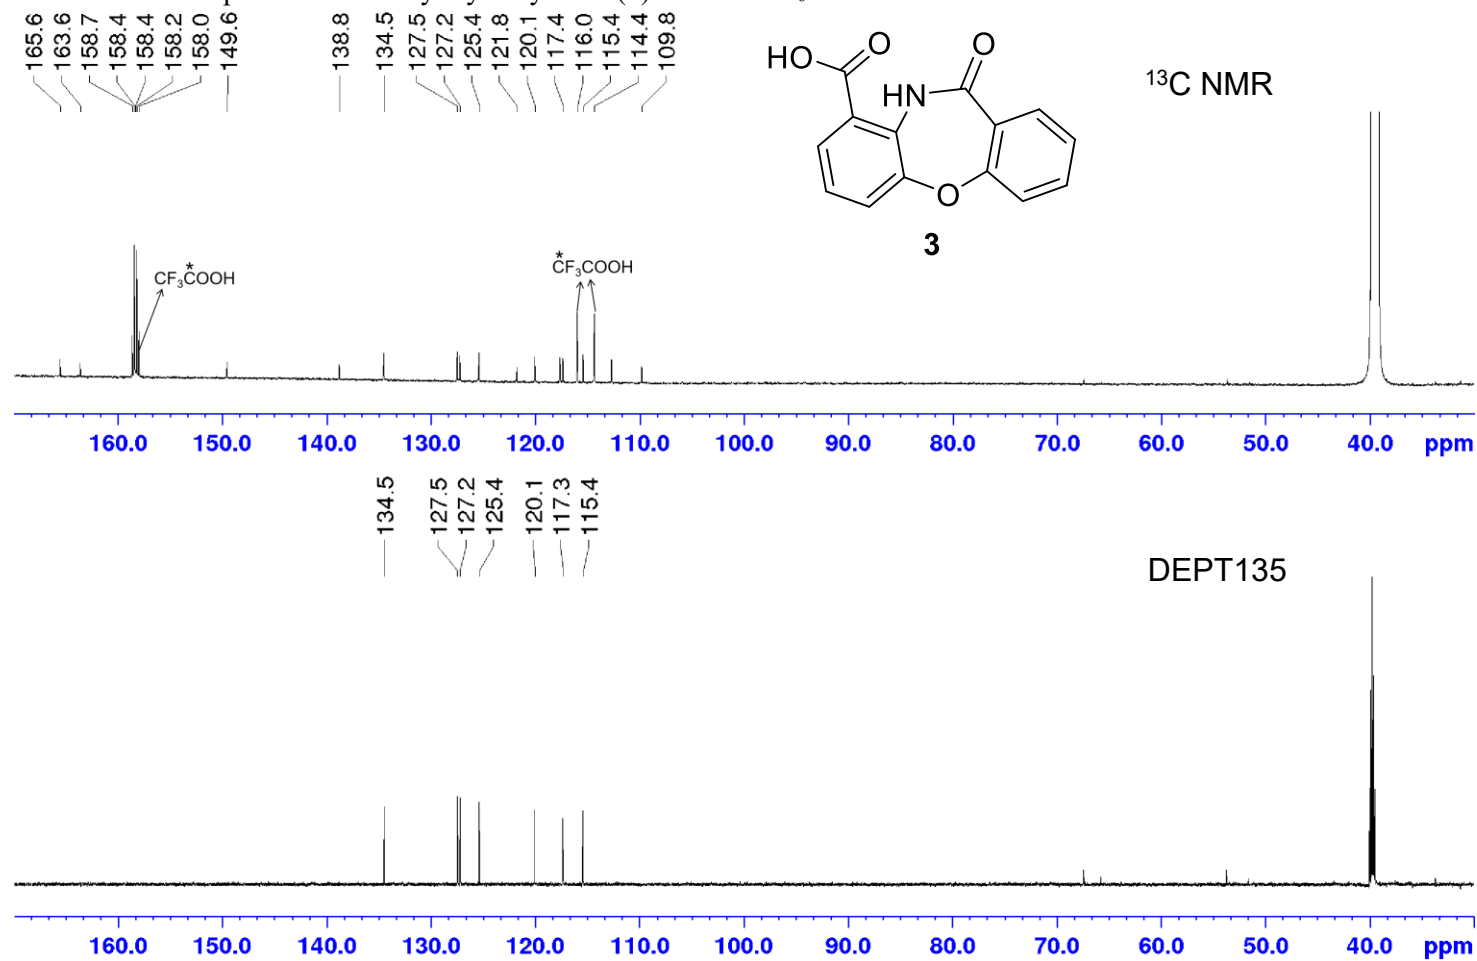 165.6 163.6 158.7 158.4 158.4 158.2 158.0 149.6 138.8 134.5 127.5 127.2 125.4 121.8 120.1 117.4 116.0 115.4 114.4 109.8
HO O HN O O
3
¹³C NMR
*
CF₃COOH
*
CF₃COOH
160.0 150.0 140.0 130.0 120.0 110.0 100.0 90.0 80.0 70.0 60.0 50.0 40.0 ppm
134.5 127.5 127.2 125.4 120.1 117.3 115.4
DEPT135
160.0 150.0 140.0 130.0 120.0 110.0 100.0 90.0 80.0 70.0 60.0 50.0 40.0 ppm